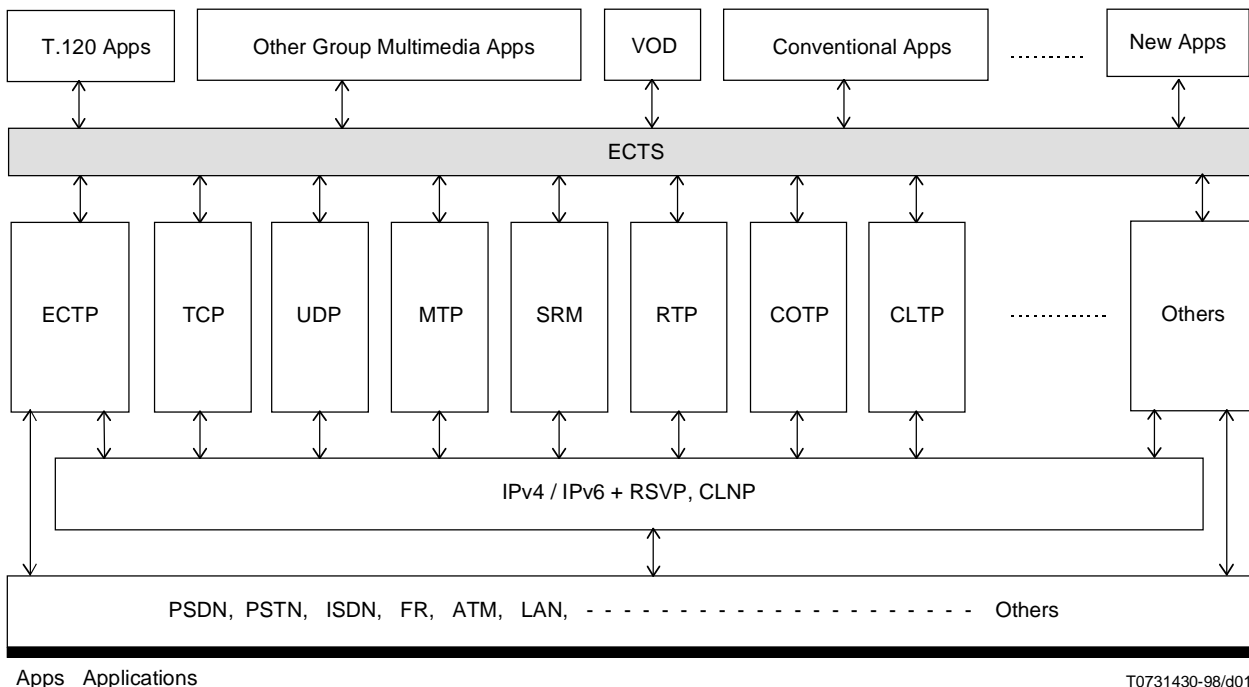 T.120 Apps
Other Group Multimedia Apps
VOD
Conventional Apps
New Apps
ECTS
ECTP
TCP
UDP
MTP
SRM
RTP
COTP
CLTP
Others
IPv4 / IPv6 + RSVP, CLNP
PSDN, PSTN, ISDN, FR, ATM, LAN, - - - - - - - - - - - - - - - - - - - - - - Others
Apps Applications
T0731430-98/d01